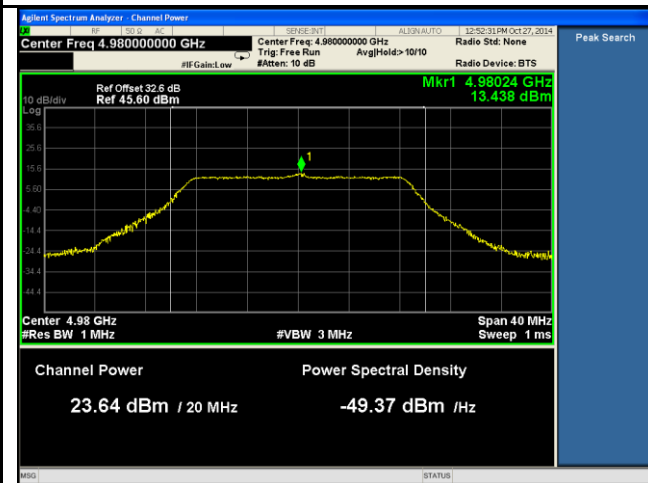 Agilent Spectrum Analyzer - Channel Power
RF 50 Ω AC SENSE:INT ALIGN AUTO 12:52:31 PM Oct 27, 2014
Center Freq 4.980000000 GHz
Center Freq: 4.980000000 GHz Radio Std: None
Trig: Free Run Avg|Hold:> 10/10
#IFGain:Low #Atten: 10 dB Radio Device: BTS
Peak Search
Mkr1 4.98024 GHz
13.438 dBm
Ref Offset 32.6 dB
10 dB/div Ref 45.60 dBm
Log
35.6
25.6
15.6
5.60
-4.40
-14.4
-24.4
-34.4
-44.4
1
Center 4.98 GHz Span 40 MHz
#Res BW 1 MHz #VBW 3 MHz Sweep 1 ms
Channel Power Power Spectral Density
23.64 dBm / 20 MHz -49.37 dBm /Hz
MSG STATUS